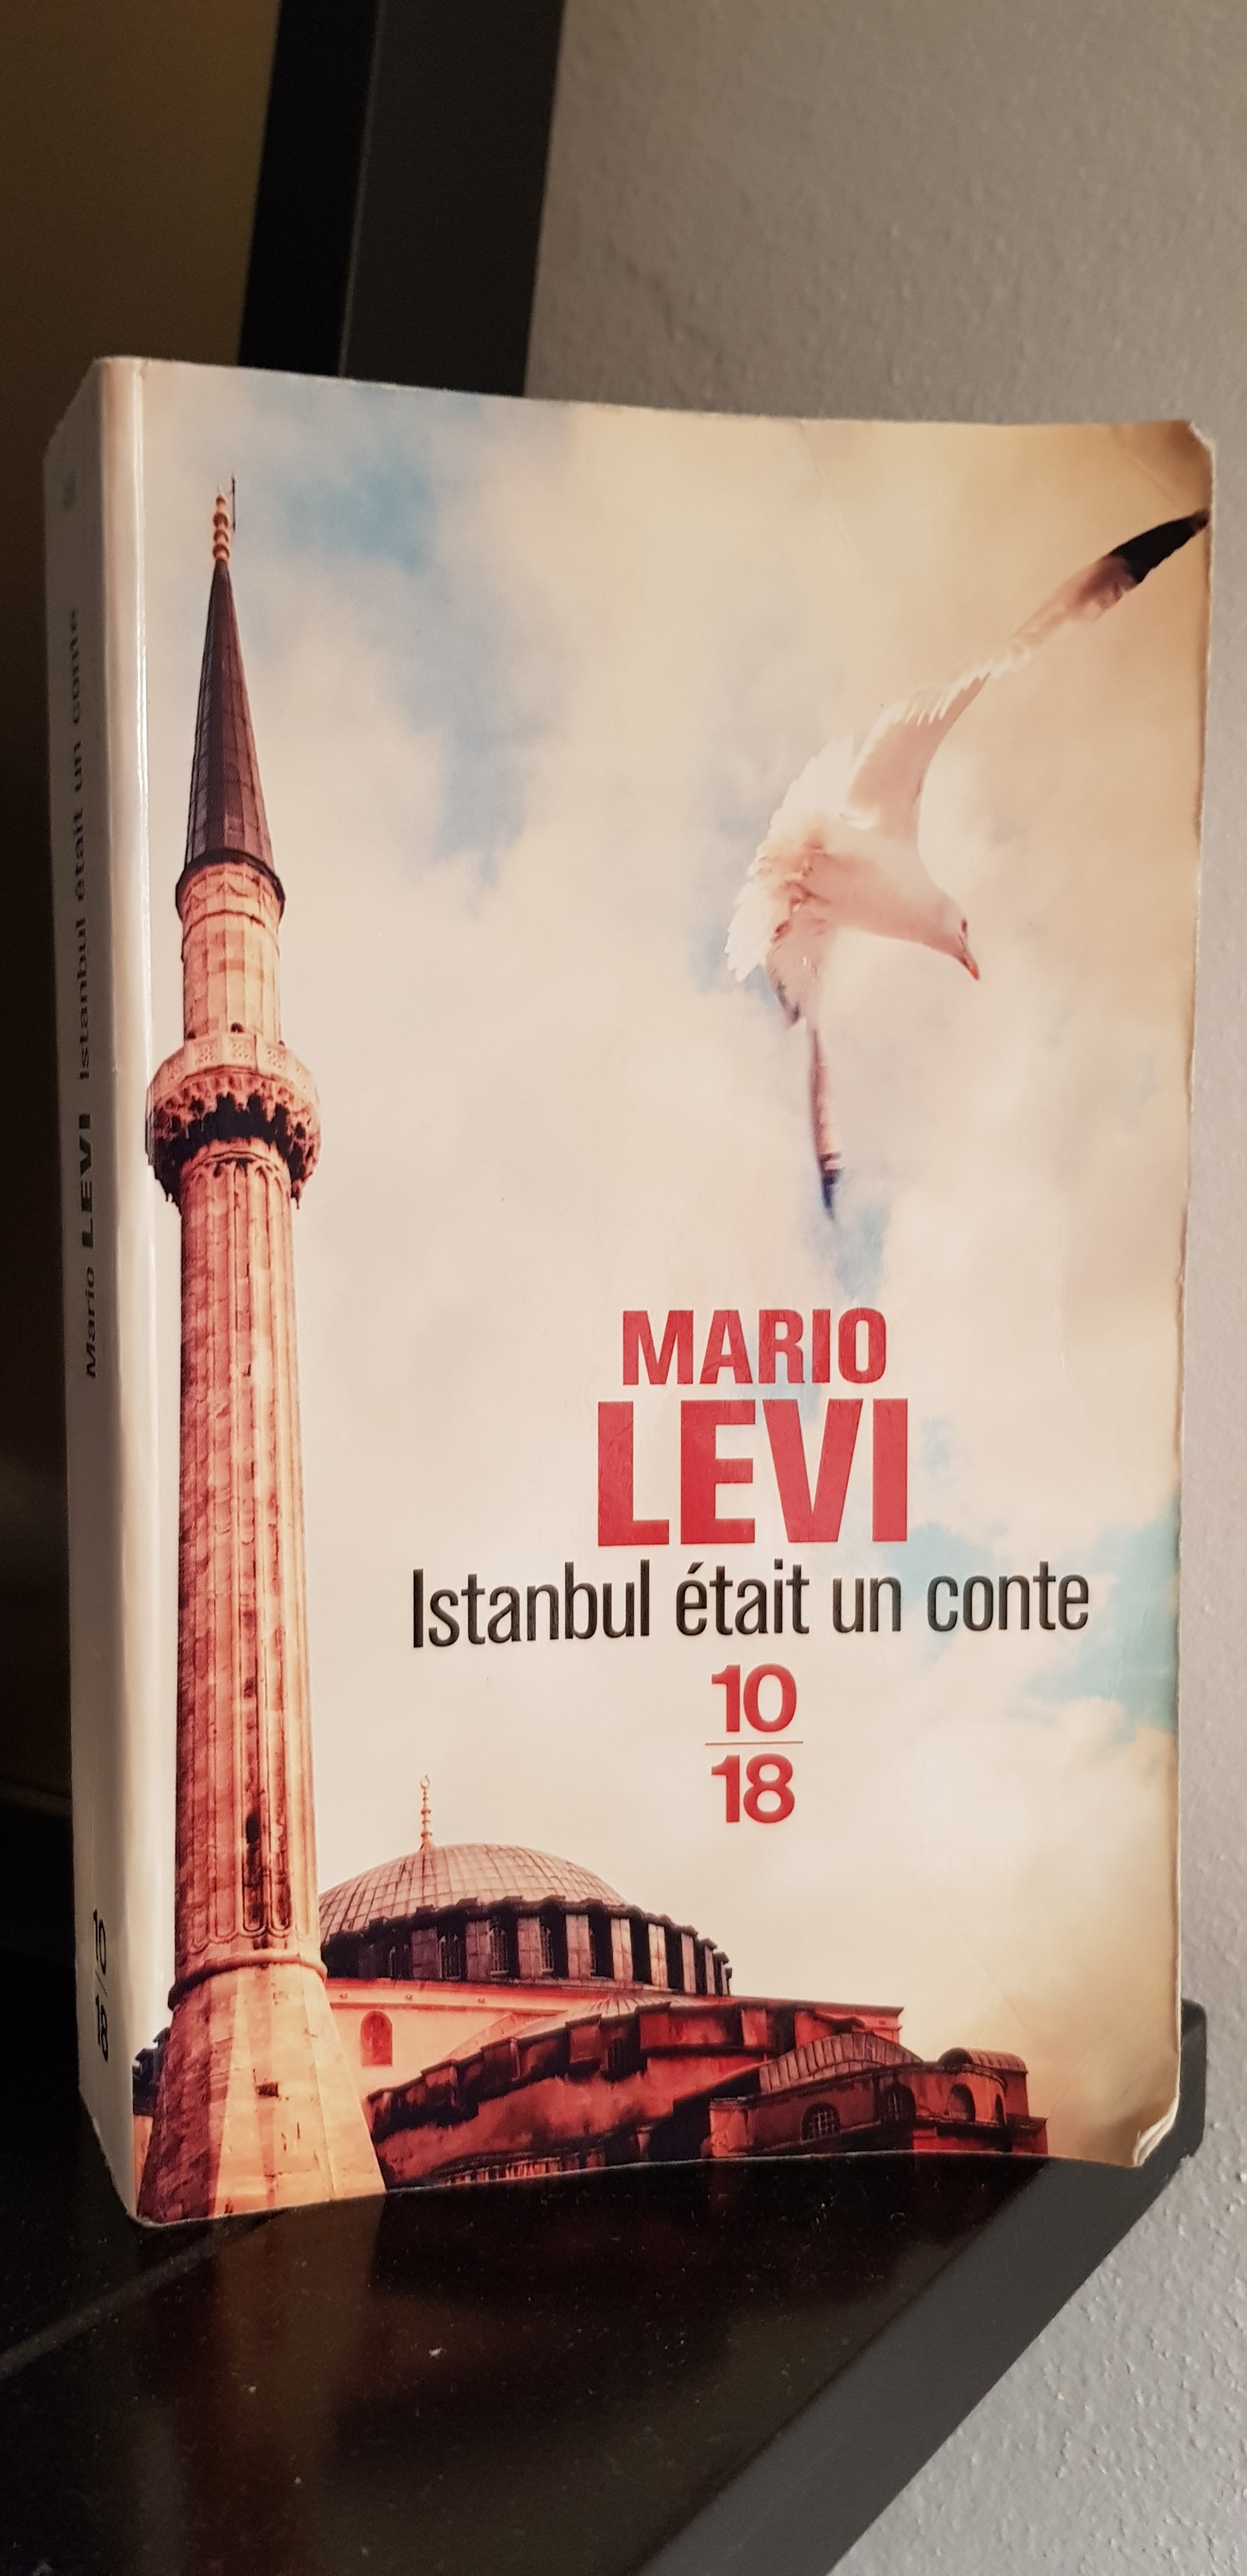 MARIO
LEVI
Istanbul était un conte
10
18
Mario LEVI Istanbul était un conte
10/18